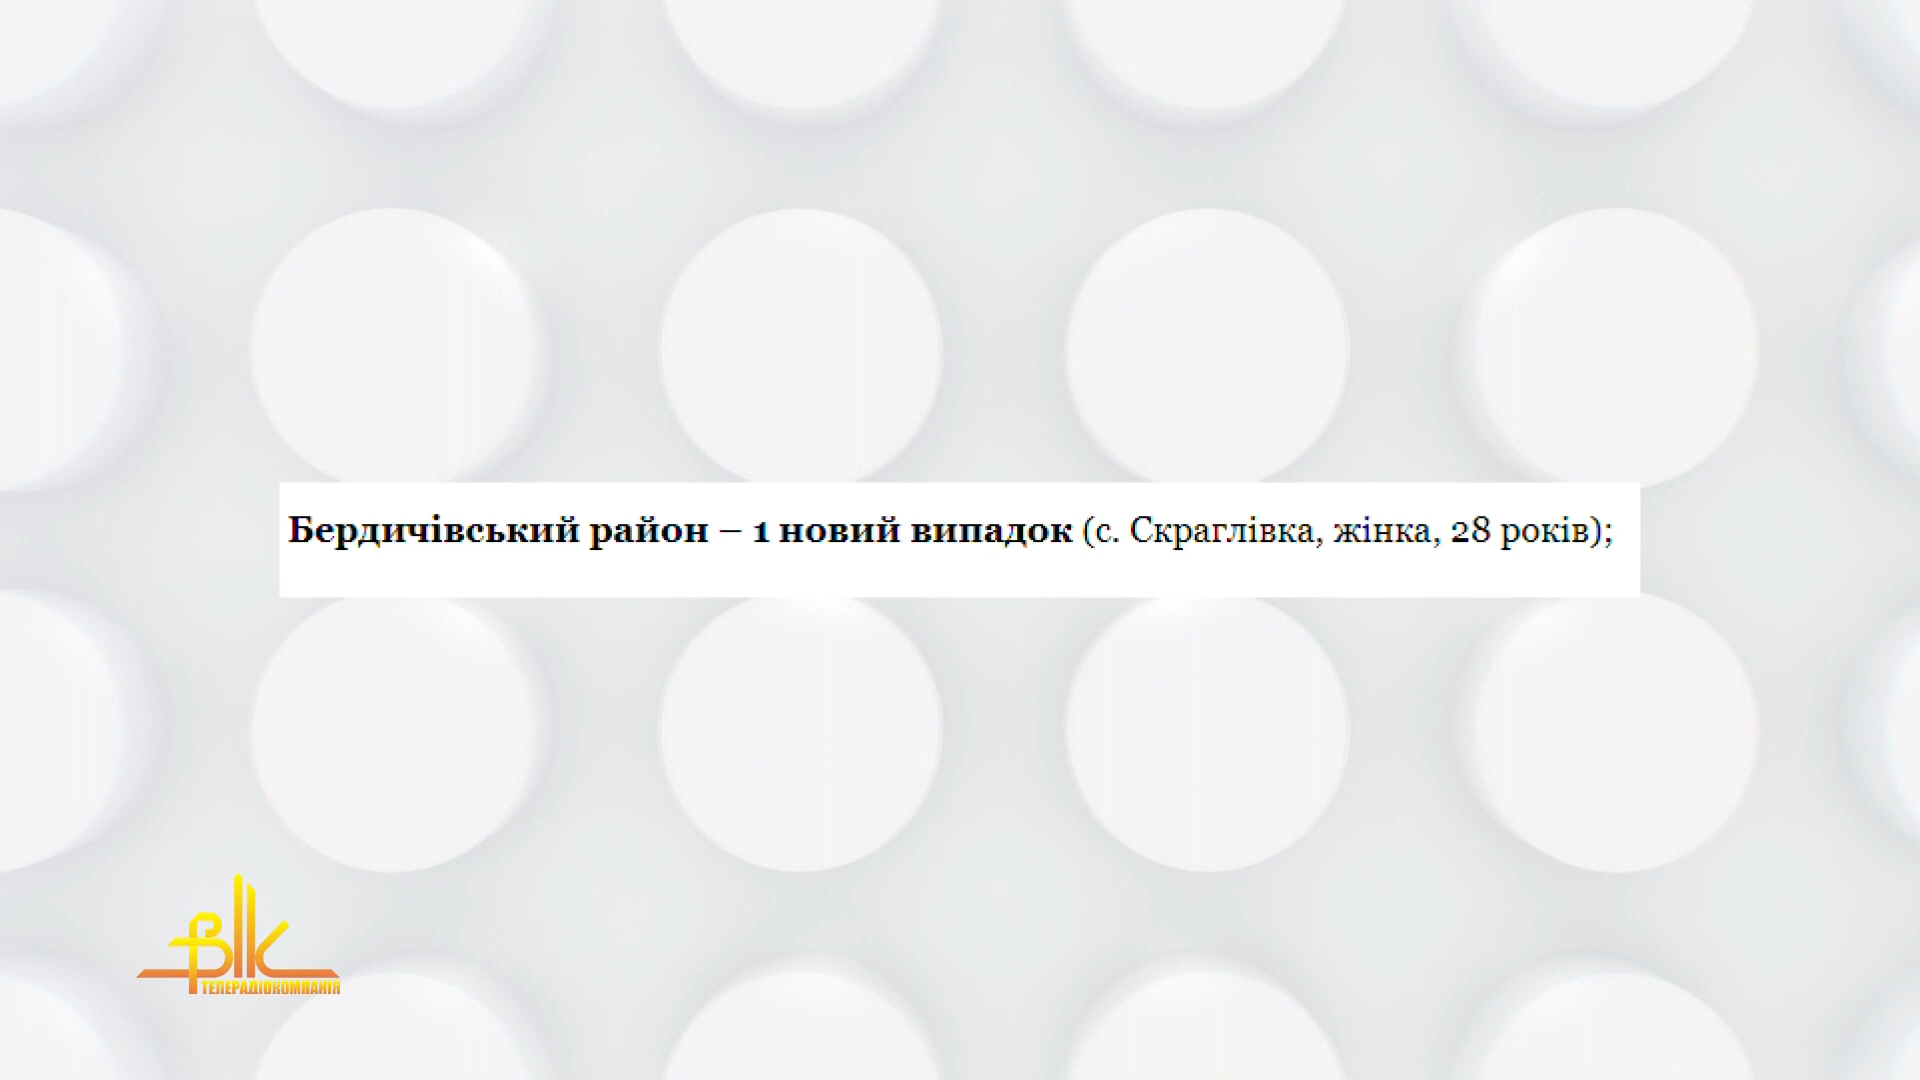 Бердичівський район – 1 новий випадок (с. Скраглівка, жінка, 28 років);
ВІК
ТЕЛЕРАДІОКОМПАНІЯ